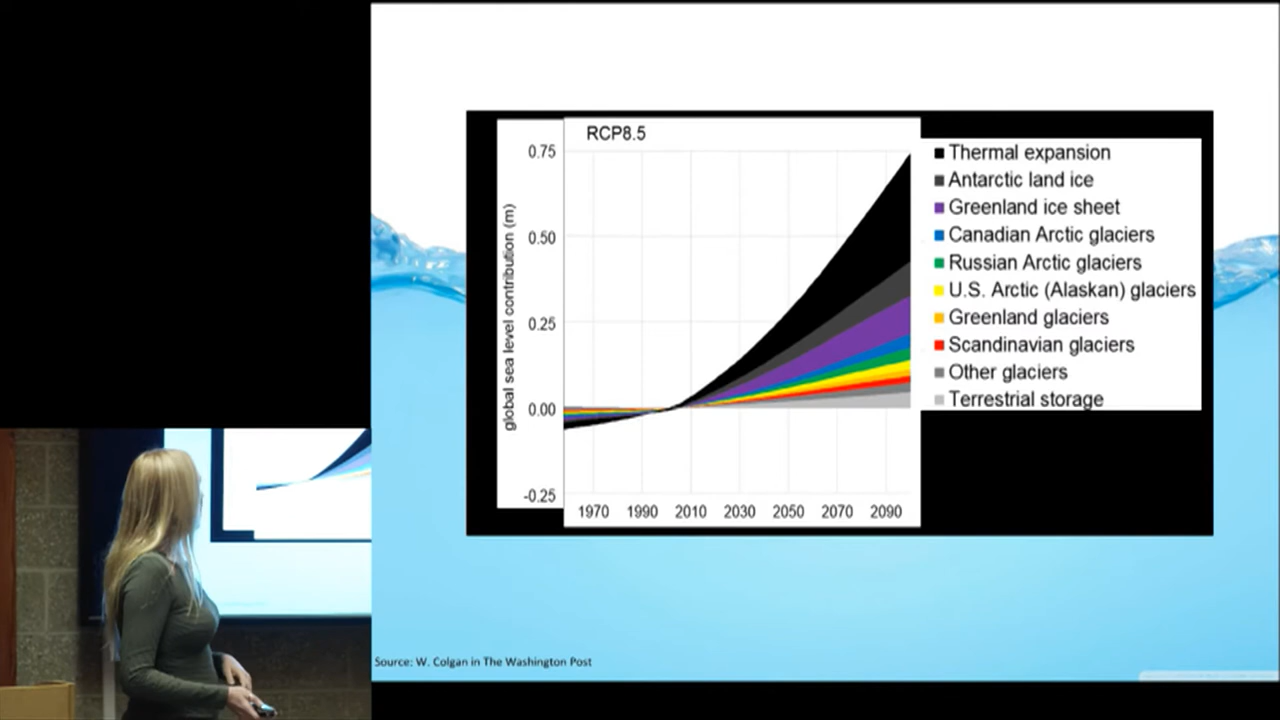 RCP8.5
global sea level contribution (m)
0.75
0.50
0.25
0.00
-0.25
1970 1990 2010 2030 2050 2070 2090
Thermal expansion
Antarctic land ice
Greenland ice sheet
Canadian Arctic glaciers
Russian Arctic glaciers
U.S. Arctic (Alaskan) glaciers
Greenland glaciers
Scandinavian glaciers
Other glaciers
Terrestrial storage
Source: W. Colgan in The Washington Post